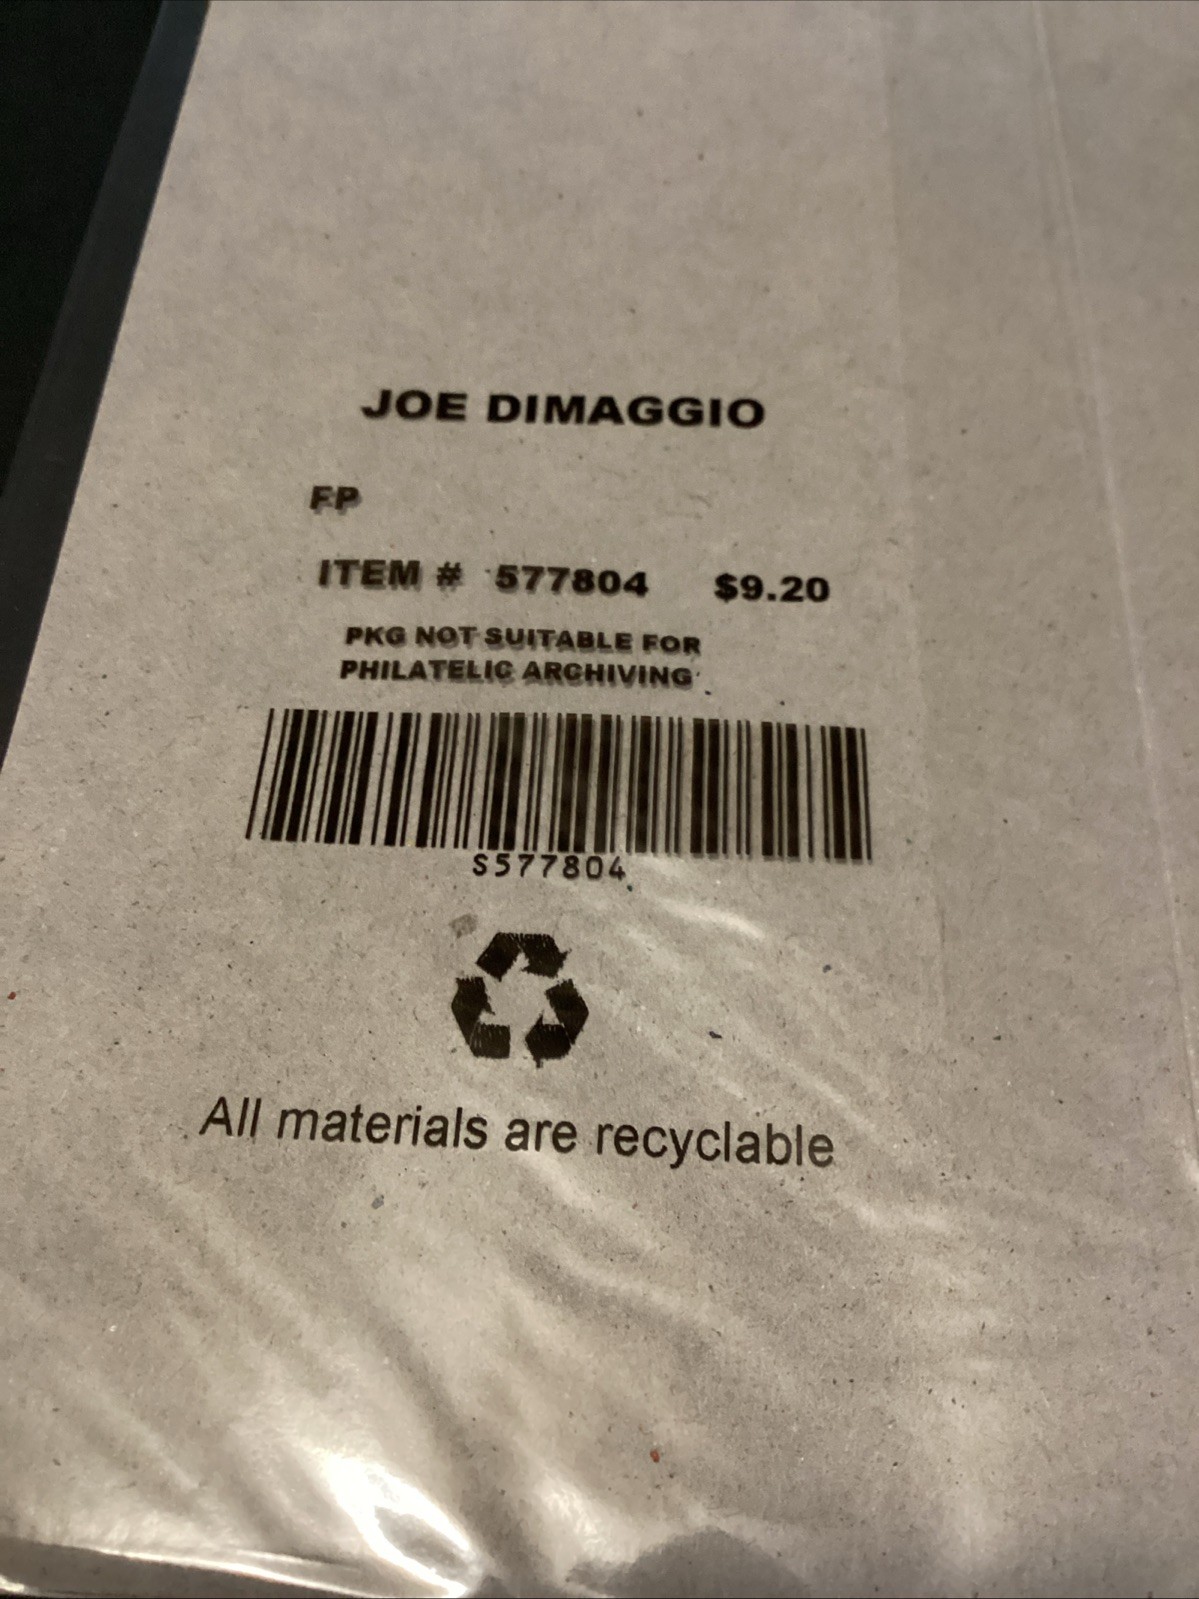 JOE DIMAGGIO
FP
ITEM # 577804 $9.20
PKG NOT SUITABLE FOR
PHILATELIC ARCHIVING
S577804
All materials are recyclable